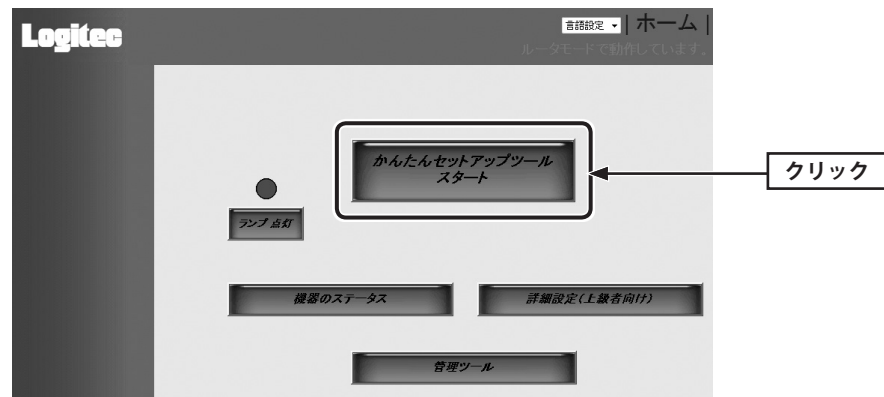 Logitec
言語設定 | ホーム |
ルータモードで動作しています。
かんたんセットアップツール
スタート
クリック
ランプ点灯
機器のステータス
詳細設定(上級者向け)
管理ツール